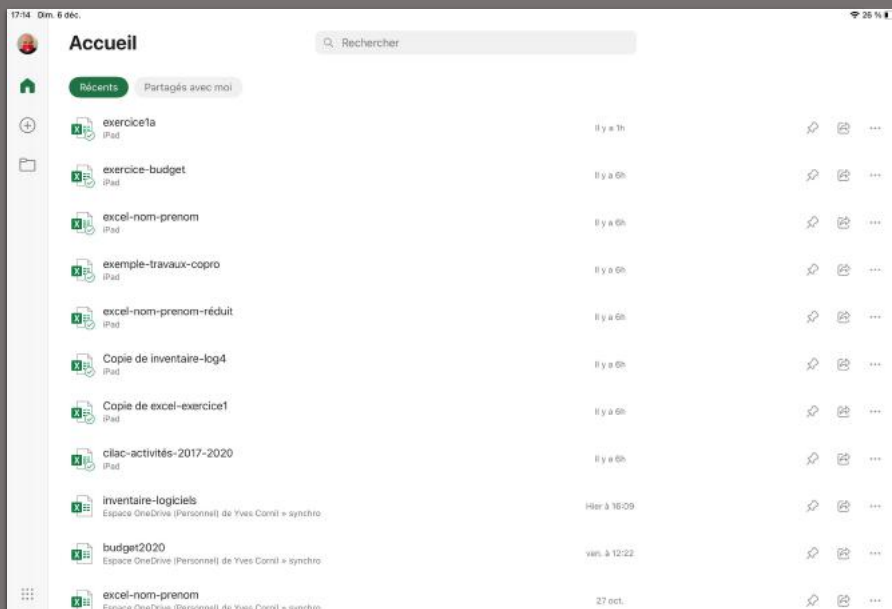 17:14 Dim. 6 déc. 26 %
Accueil
Rechercher
Récents Partagés avec moi
exercice1a
iPad
Il y a 1h
exercice-budget
iPad
Il y a 6h
excel-nom-prenom
iPad
Il y a 6h
exemple-travaux-copro
iPad
Il y a 6h
excel-nom-prenom-réduit
iPad
Il y a 6h
Copie de inventaire-log4
iPad
Il y a 6h
Copie de excel-exercice1
iPad
Il y a 6h
cilac-activités-2017-2020
iPad
Il y a 6h
inventaire-logiciels
Espace OneDrive (Personnel) de Yves Cornil » synchro
Hier à 16:09
budget2020
Espace OneDrive (Personnel) de Yves Cornil » synchro
ven. à 12:22
excel-nom-prenom
Espace OneDrive (Personnel) de Yves Cornil » synchro
27 oct.